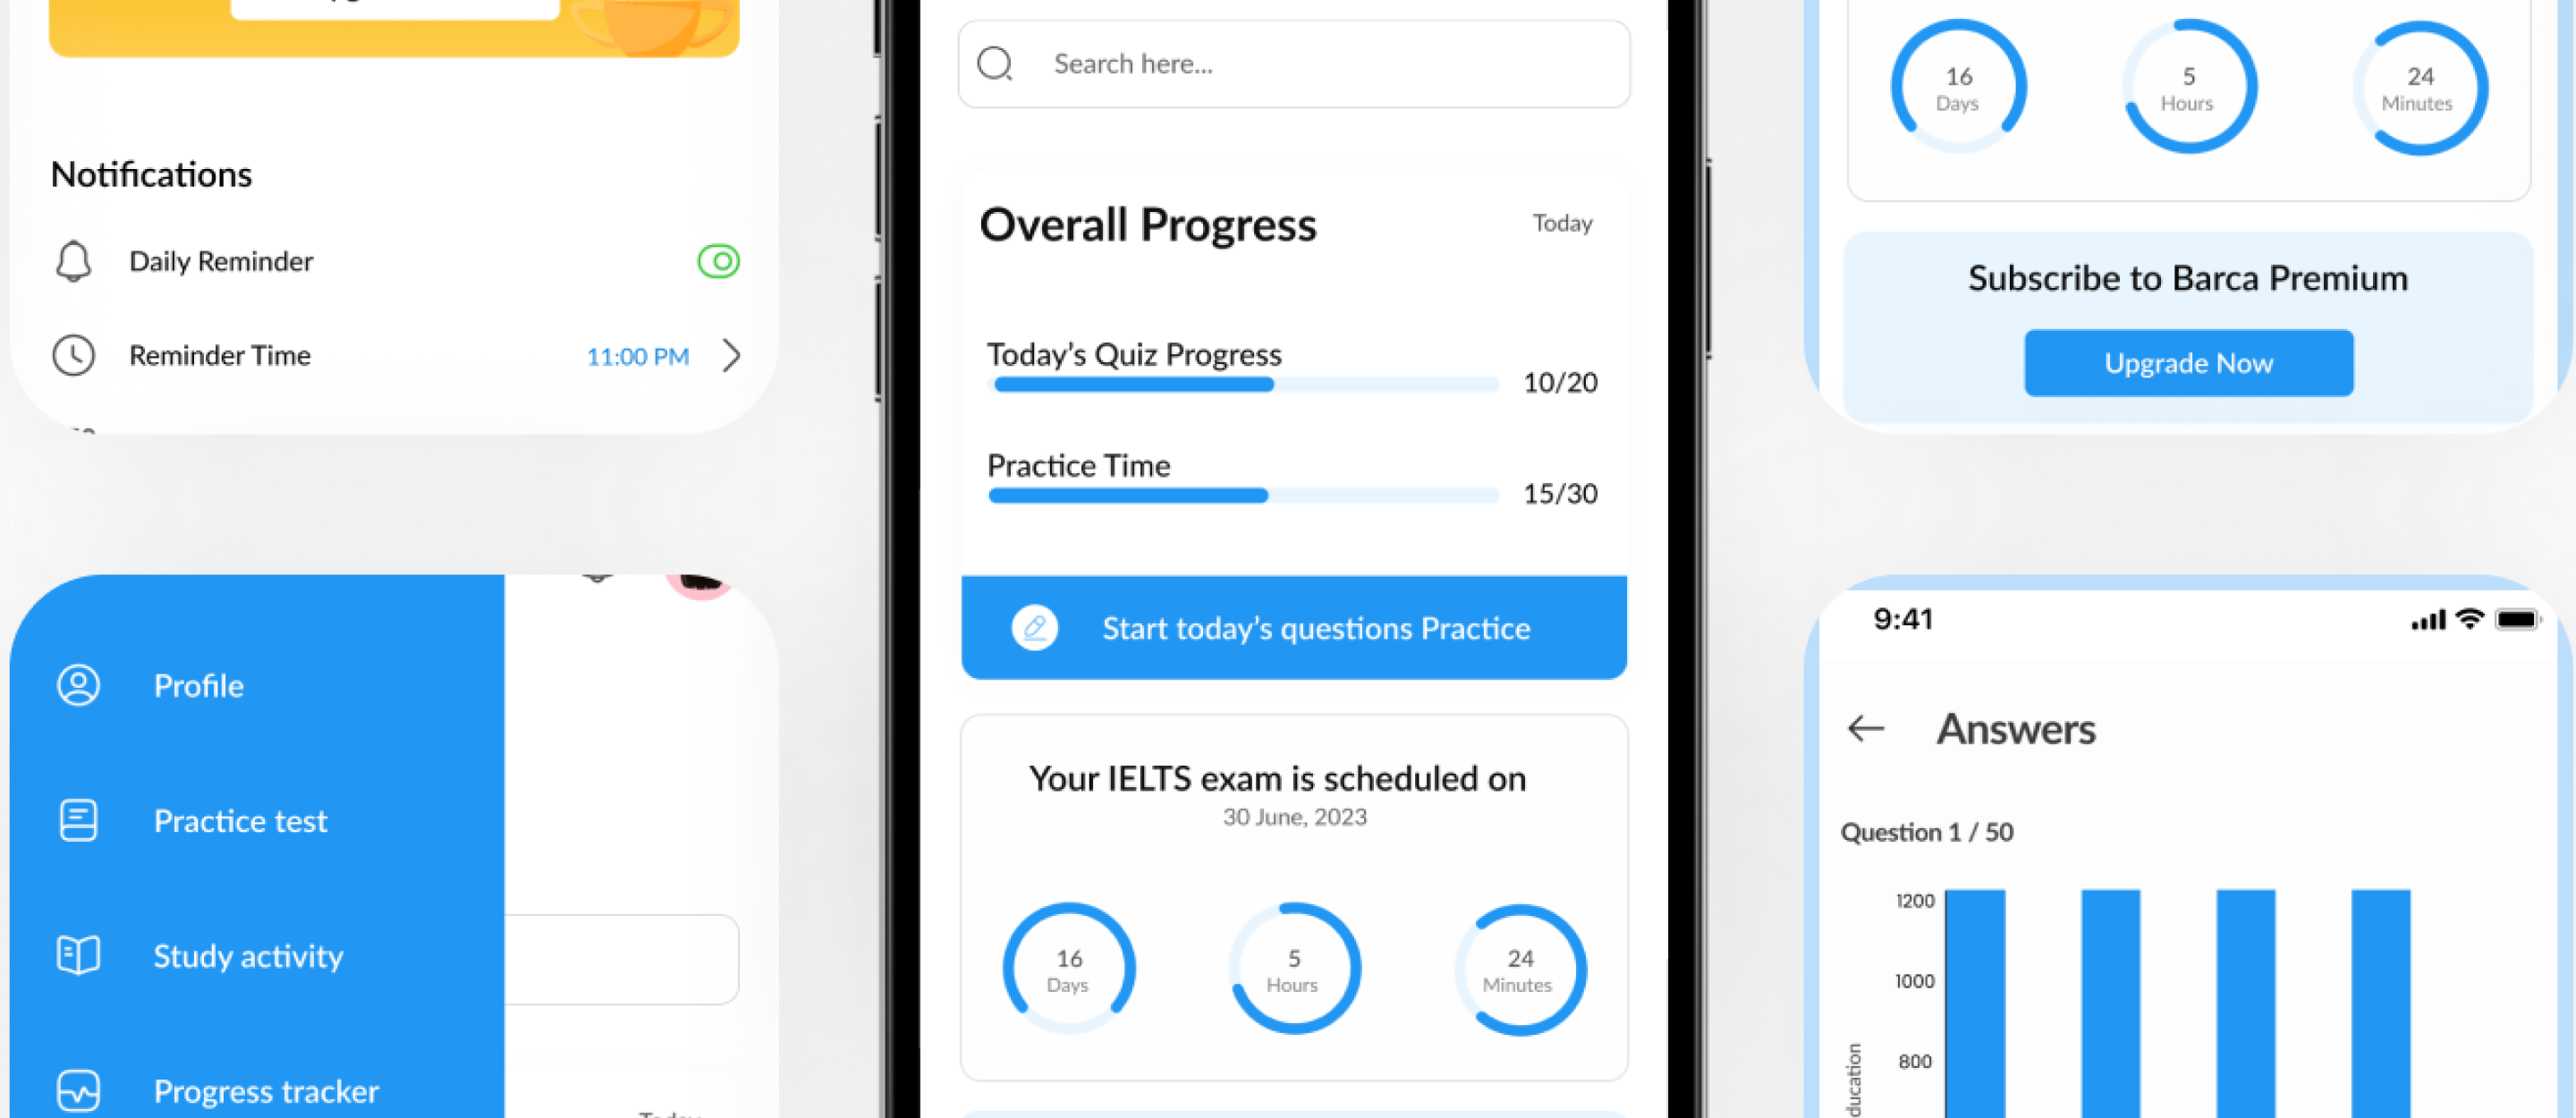 Notifications
Daily Reminder
Reminder Time
11:00 PM
Profile
Practice test
Study activity
Progress tracker
Search here...
Overall Progress
Today
Today's Quiz Progress
10/20
Practice Time
15/30
Start today's questions Practice
Your IELTS exam is scheduled on
30 June, 2023
16
Days
5
Hours
24
Minutes
16
Days
5
Hours
24
Minutes
Subscribe to Barca Premium
Upgrade Now
9:41
Answers
Question 1 / 50
1200
1000
800